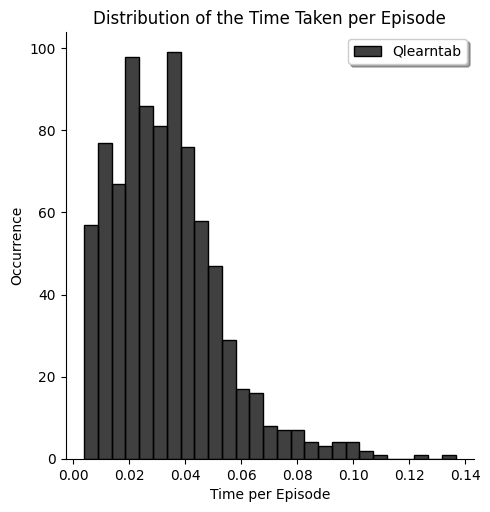 Distribution of the Time Taken per Episode
Qlearntab
100
80
60
40
20
0
Occurrence
0.00 0.02 0.04 0.06 0.08 0.10 0.12 0.14
Time per Episode